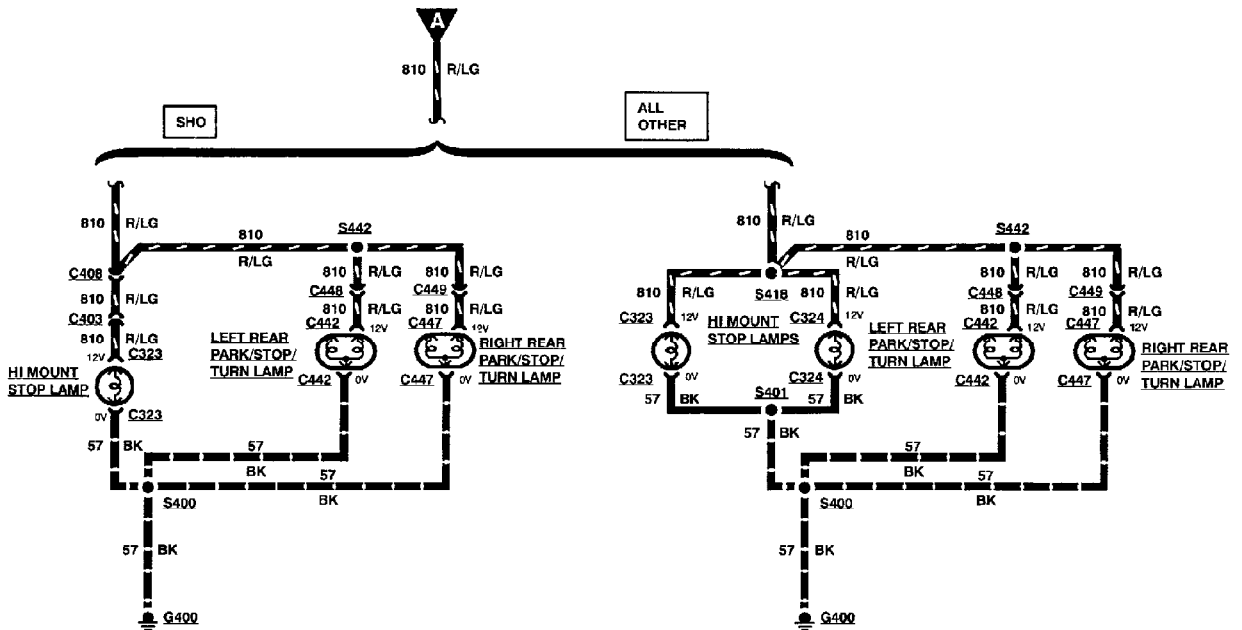 A
810 R/LG
SHO
ALL
OTHER
810 R/LG
810
S442
R/LG
C408
810 R/LG
810 R/LG
C448
C449
810 R/LG
C403
810 R/LG
810 R/LG
C442
12V
C447
12V
810 R/LG
12V
C323
LEFT REAR
PARK/STOP/
TURN LAMP
RIGHT REAR
PARK/STOP/
TURN LAMP
HI MOUNT
STOP LAMP
C442
0V
C447
0V
0V
C323
57 BK
57
BK
57
BK
S400
57 BK
G400
810 R/LG
810
S442
R/LG
S418
810 R/LG
810 R/LG
810 R/LG
810 R/LG
C448
C449
810 R/LG
810 R/LG
C323
12V
C324
12V
C442
12V
C447
12V
HI MOUNT
STOP LAMPS
LEFT REAR
PARK/STOP/
TURN LAMP
RIGHT REAR
PARK/STOP/
TURN LAMP
C323
0V
C324
0V
C442
0V
C447
0V
57 BK
S401
57 BK
57 BK
57
BK
57
BK
S400
57 BK
G400